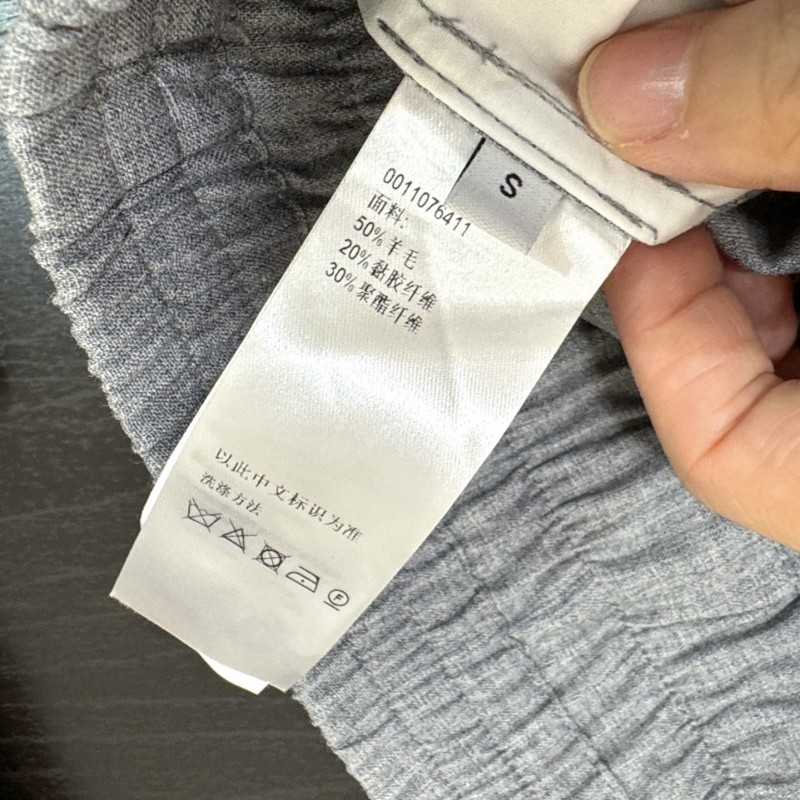 S
0011076411
面料:
50%羊毛
20%黏胶纤维
30%聚酯纤维
以此中文标识为准
洗涤方法
F